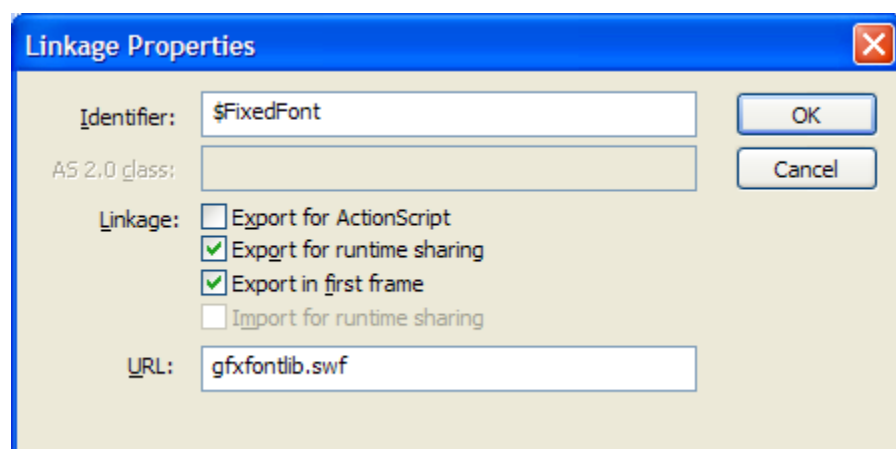 Linkage Properties
Identifier: $FixedFont OK
AS 2.0 class: Cancel
Linkage: Export for ActionScript
Export for runtime sharing
Export in first frame
Import for runtime sharing
URL: gfxfontlib.swf